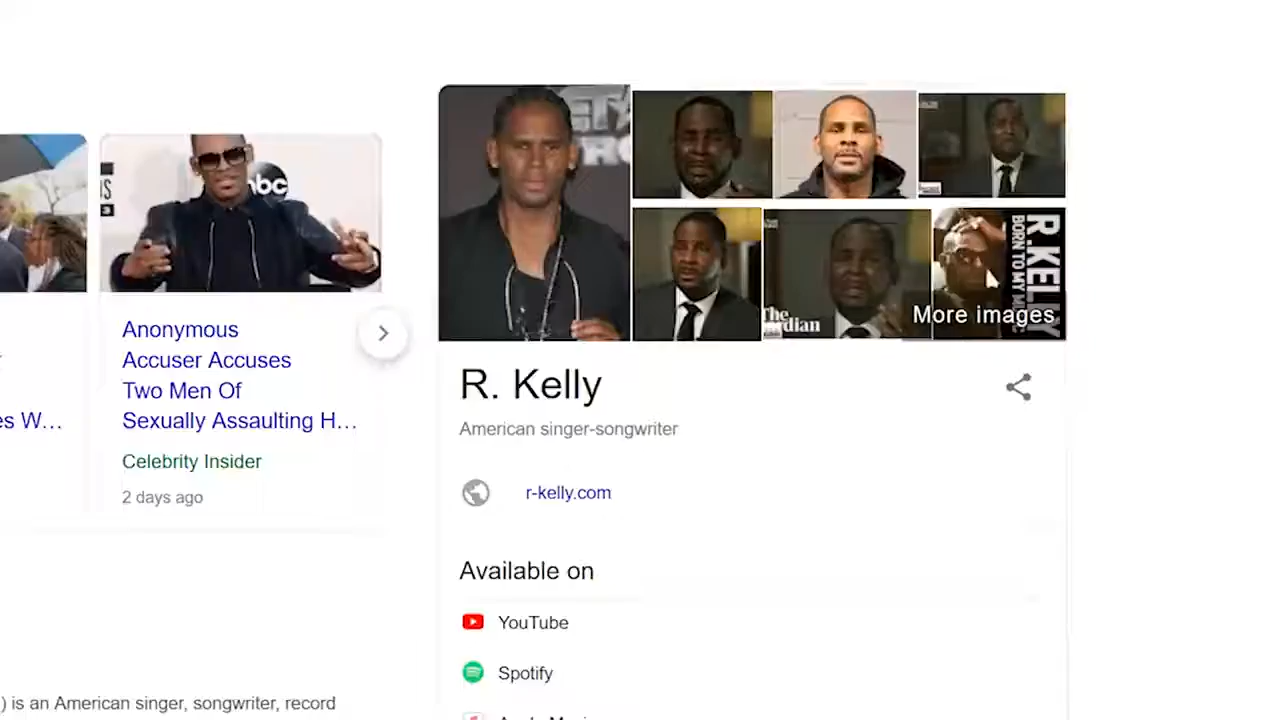 abc
Anonymous
Accuser Accuses
Two Men Of
Sexually Assaulting H…
es W…
Celebrity Insider
2 days ago
The
R.KELLY
BORN TO MY
More images
R. Kelly
American singer-songwriter
r-kelly.com
Available on
YouTube
Spotify
) is an American singer, songwriter, record